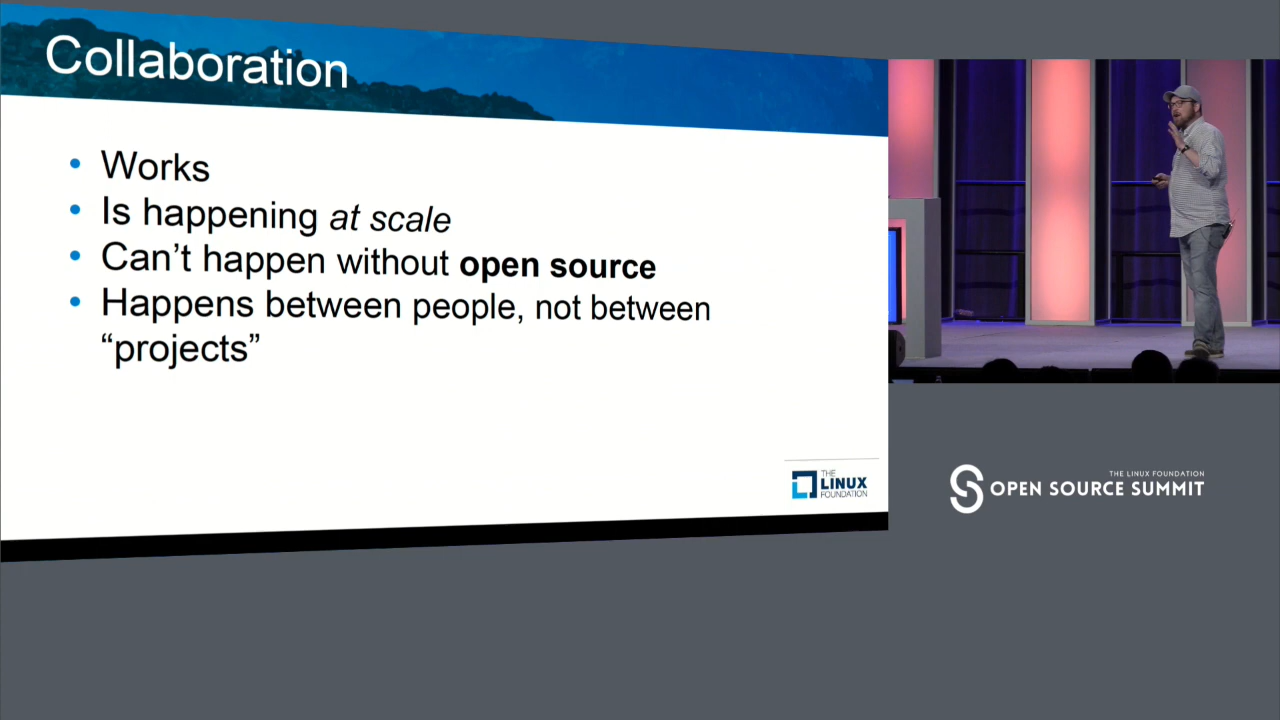 Collaboration
• Works
• Is happening at scale
• Can’t happen without open source
• Happens between people, not between
“projects”
THE
LINUX
FOUNDATION
THE LINUX FOUNDATION
OPEN SOURCE SUMMIT